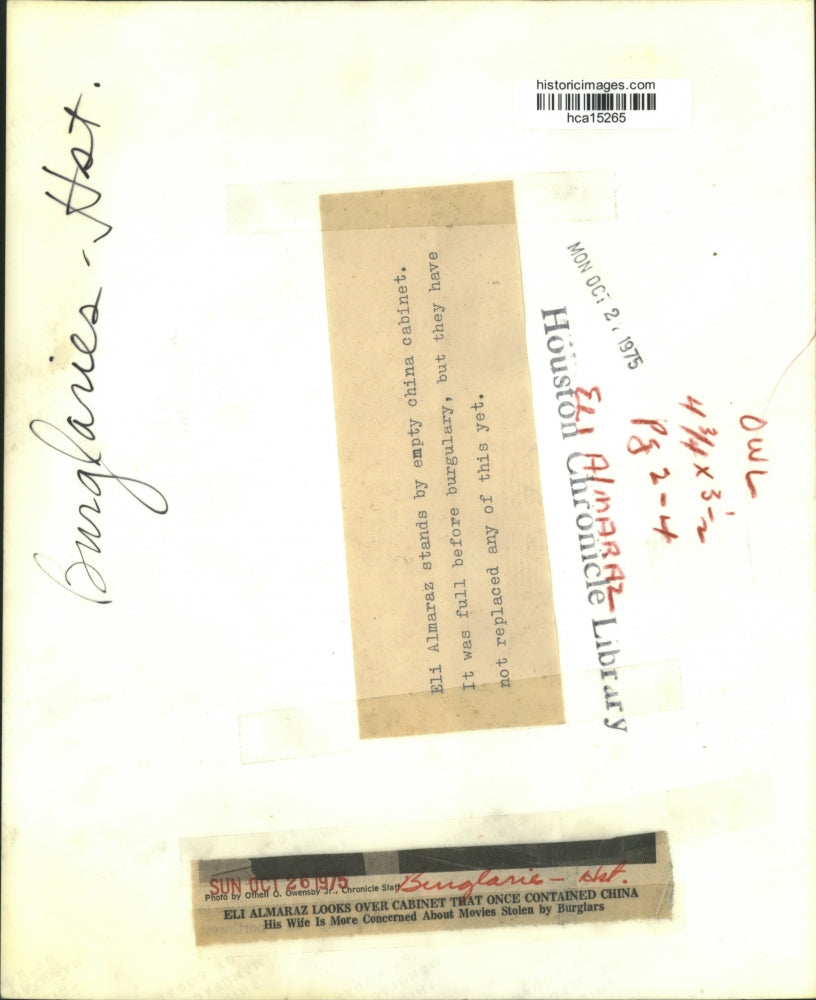 historicimages.com
hca15265
Burglaries - Hst.
Eli Almaraz stands by empty china cabinet.
It was full before burgulary, but they have
not replaced any of this yet.
MON OCT 27 1975
Houston Chronicle Library
Eli AlmARAZ
Pg 2-4
4 3/4 x 3-2
OWL
SUN OCT 26 1975
Burglaries - Hst.
Photo by Othell O. Owensby Jr., Chronicle Staff
ELI ALMARAZ LOOKS OVER CABINET THAT ONCE CONTAINED CHINA
His Wife Is More Concerned About Movies Stolen by Burglars